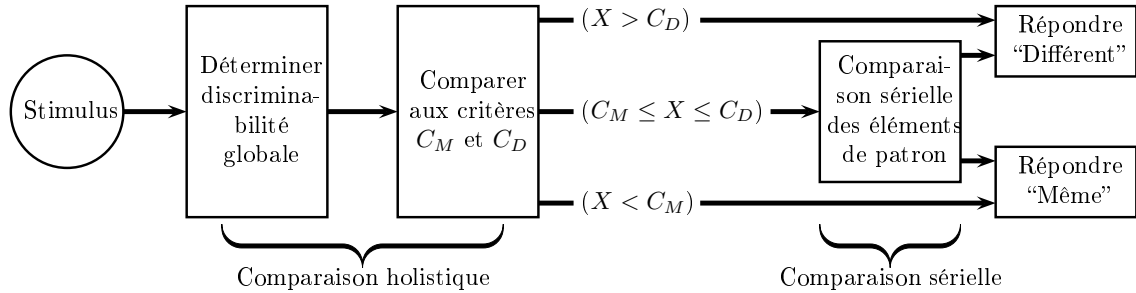 Stimulus
Déterminer
discrimina-
bilité
globale
Comparer
aux critères
C_M et C_D
(X > C_D)
(C_M ≤ X ≤ C_D)
(X < C_M)
Comparai-
son sérielle
des éléments
de patron
Répondre
“Différent”
Répondre
“Même”
Comparaison holistique
Comparaison sérielle